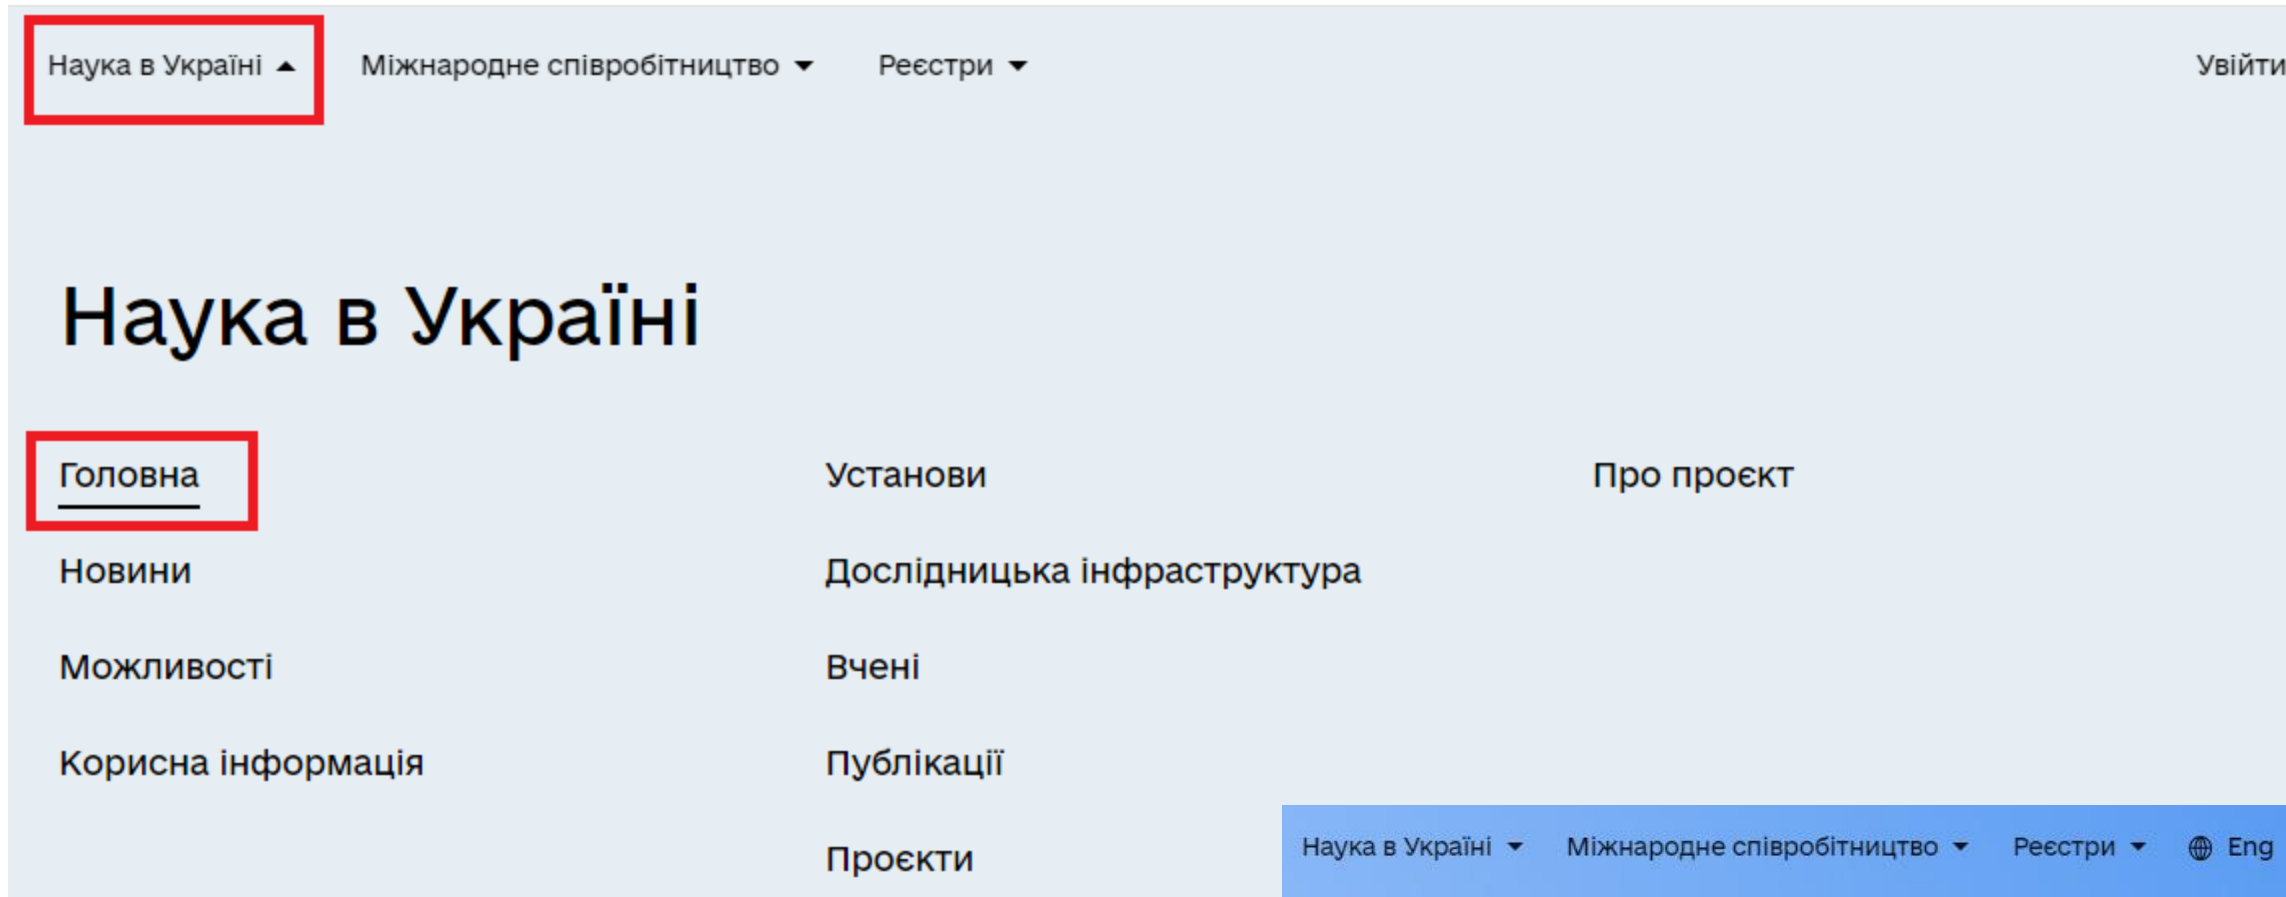 Наука в Україні Міжнародне співробітництво Реєстри Увійти
Наука в Україні
Головна Установи Про проєкт
Новини Дослідницька інфраструктура
Можливості Вчені
Корисна інформація Публікації
Проєкти
Наука в Україні Міжнародне співробітництво Реєстри Eng